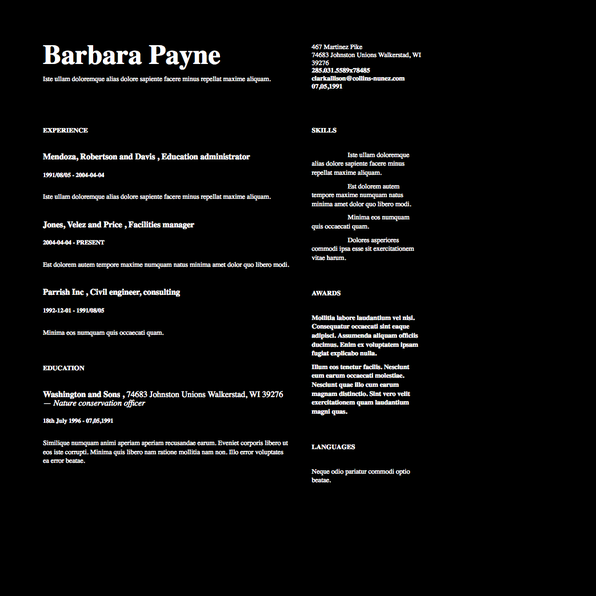 Barbara Payne
Iste ullam doloremque alias dolore sapiente facere minus repellat maxime aliquam.
467 Martinez Pike
74683 Johnston Unions Walkerstad, WI
39276
285.031.5589x78485
clarkallison@collins-nunez.com
07,05,1991
EXPERIENCE
Mendoza, Robertson and Davis , Education administrator
1991/08/05 - 2004-04-04
Iste ullam doloremque alias dolore sapiente facere minus repellat maxime aliquam.
Jones, Velez and Price , Facilities manager
2004-04-04 - PRESENT
Est dolorem autem tempore maxime numquam natus minima amet dolor quo libero modi.
Parrish Inc , Civil engineer, consulting
1992-12-01 - 1991/08/05
Minima eos numquam quis occaecati quam.
EDUCATION
Washington and Sons , 74683 Johnston Unions Walkerstad, WI 39276
— Nature conservation officer
18th July 1996 - 07,05,1991
Similique numquam animi aperiam aperiam recusandae earum. Eveniet corporis libero ut
eos iste corrupti. Minima quis libero nam ratione mollitia nam non. Illo error voluptates
ea error beatae.
SKILLS
Iste ullam doloremque
alias dolore sapiente facere minus
repellat maxime aliquam.
Est dolorem autem
tempore maxime numquam natus
minima amet dolor quo libero modi.
Minima eos numquam
quis occaecati quam.
Dolores asperiores
commodi ipsa esse sit exercitationem
vitae harum.
AWARDS
Mollitia labore laudantium vel nisi.
Consequatur occaecati sint eaque
adipisci. Assumenda aliquam officiis
ducimus. Enim ex voluptatem ipsam
fugiat explicabo nulla.
Illum eos tenetur facilis. Nesciunt
eum earum occaecati molestiae.
Nesciunt quae illo cum earum
magnam distinctio. Sint vero velit
exercitationem quam laudantium
magni quas.
LANGUAGES
Neque odio pariatur commodi optio
beatae.